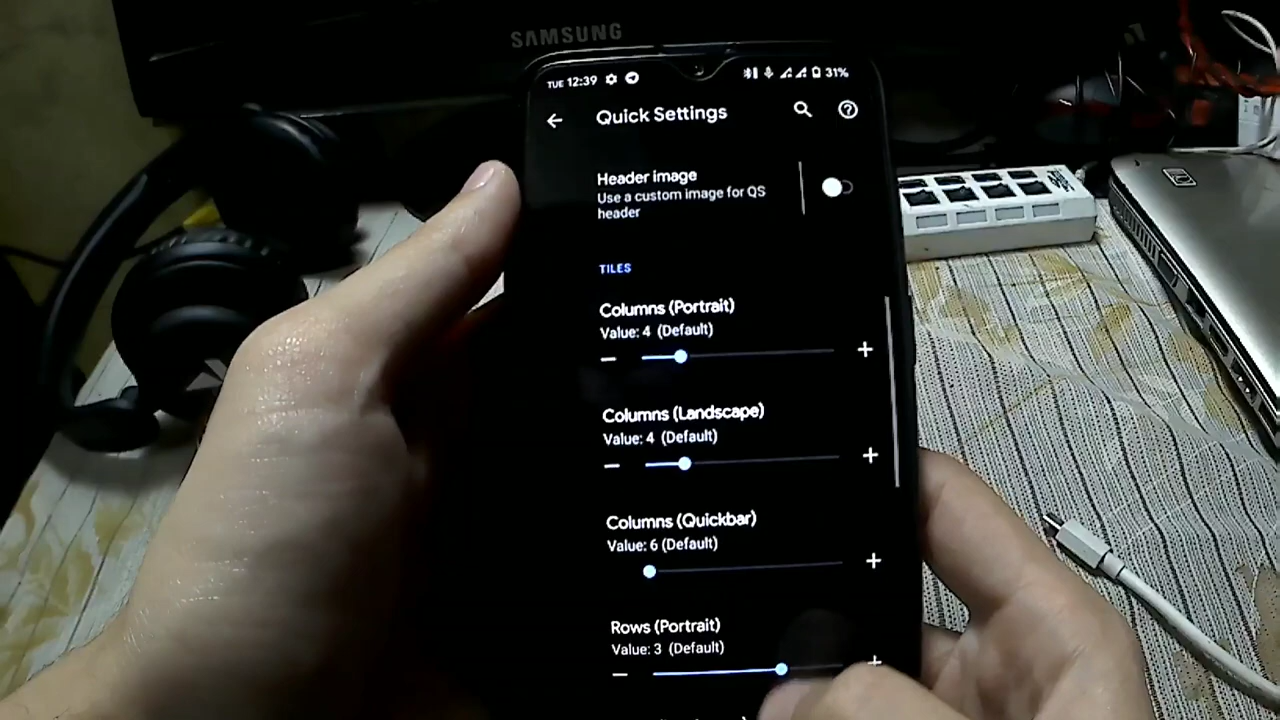 SAMSUNG
TUE 12:39 31%
Quick Settings
Header image
Use a custom image for QS
header
TILES
Columns (Portrait)
Value: 4 (Default)
Columns (Landscape)
Value: 4 (Default)
Columns (Quickbar)
Value: 6 (Default)
Rows (Portrait)
Value: 3 (Default)